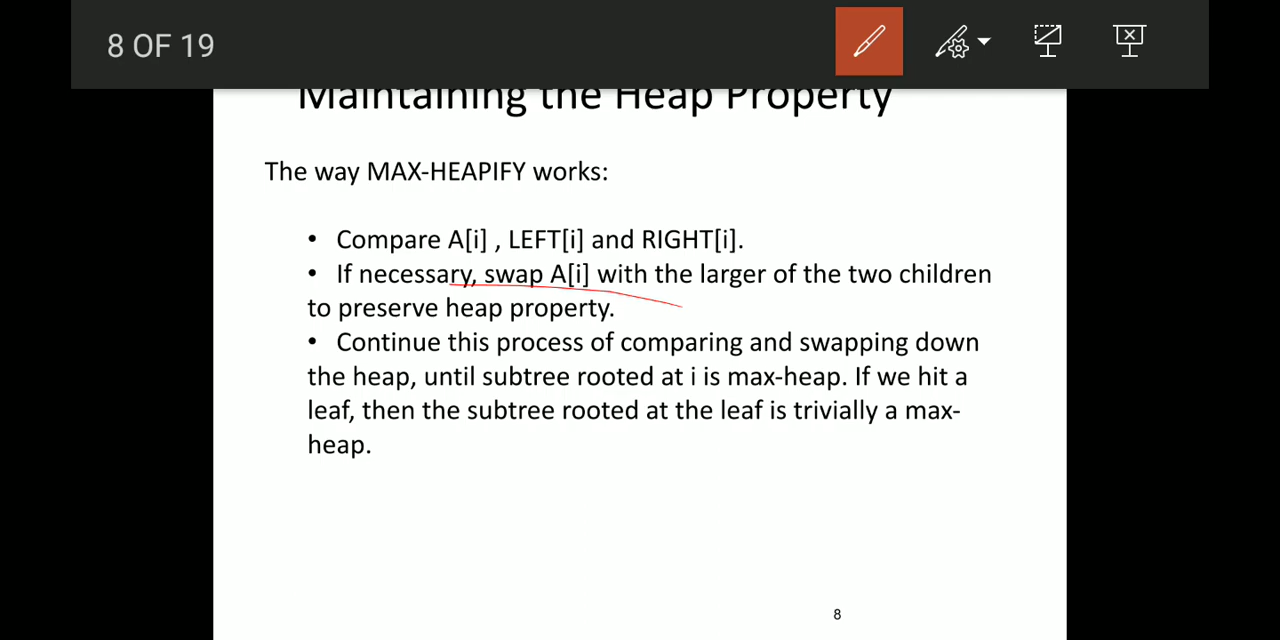 8 OF 19
Maintaining the Heap Property
The way MAX-HEAPIFY works:
• Compare A[i] , LEFT[i] and RIGHT[i].
• If necessary, swap A[i] with the larger of the two children
to preserve heap property.
• Continue this process of comparing and swapping down
the heap, until subtree rooted at i is max-heap. If we hit a
leaf, then the subtree rooted at the leaf is trivially a max-
heap.
8